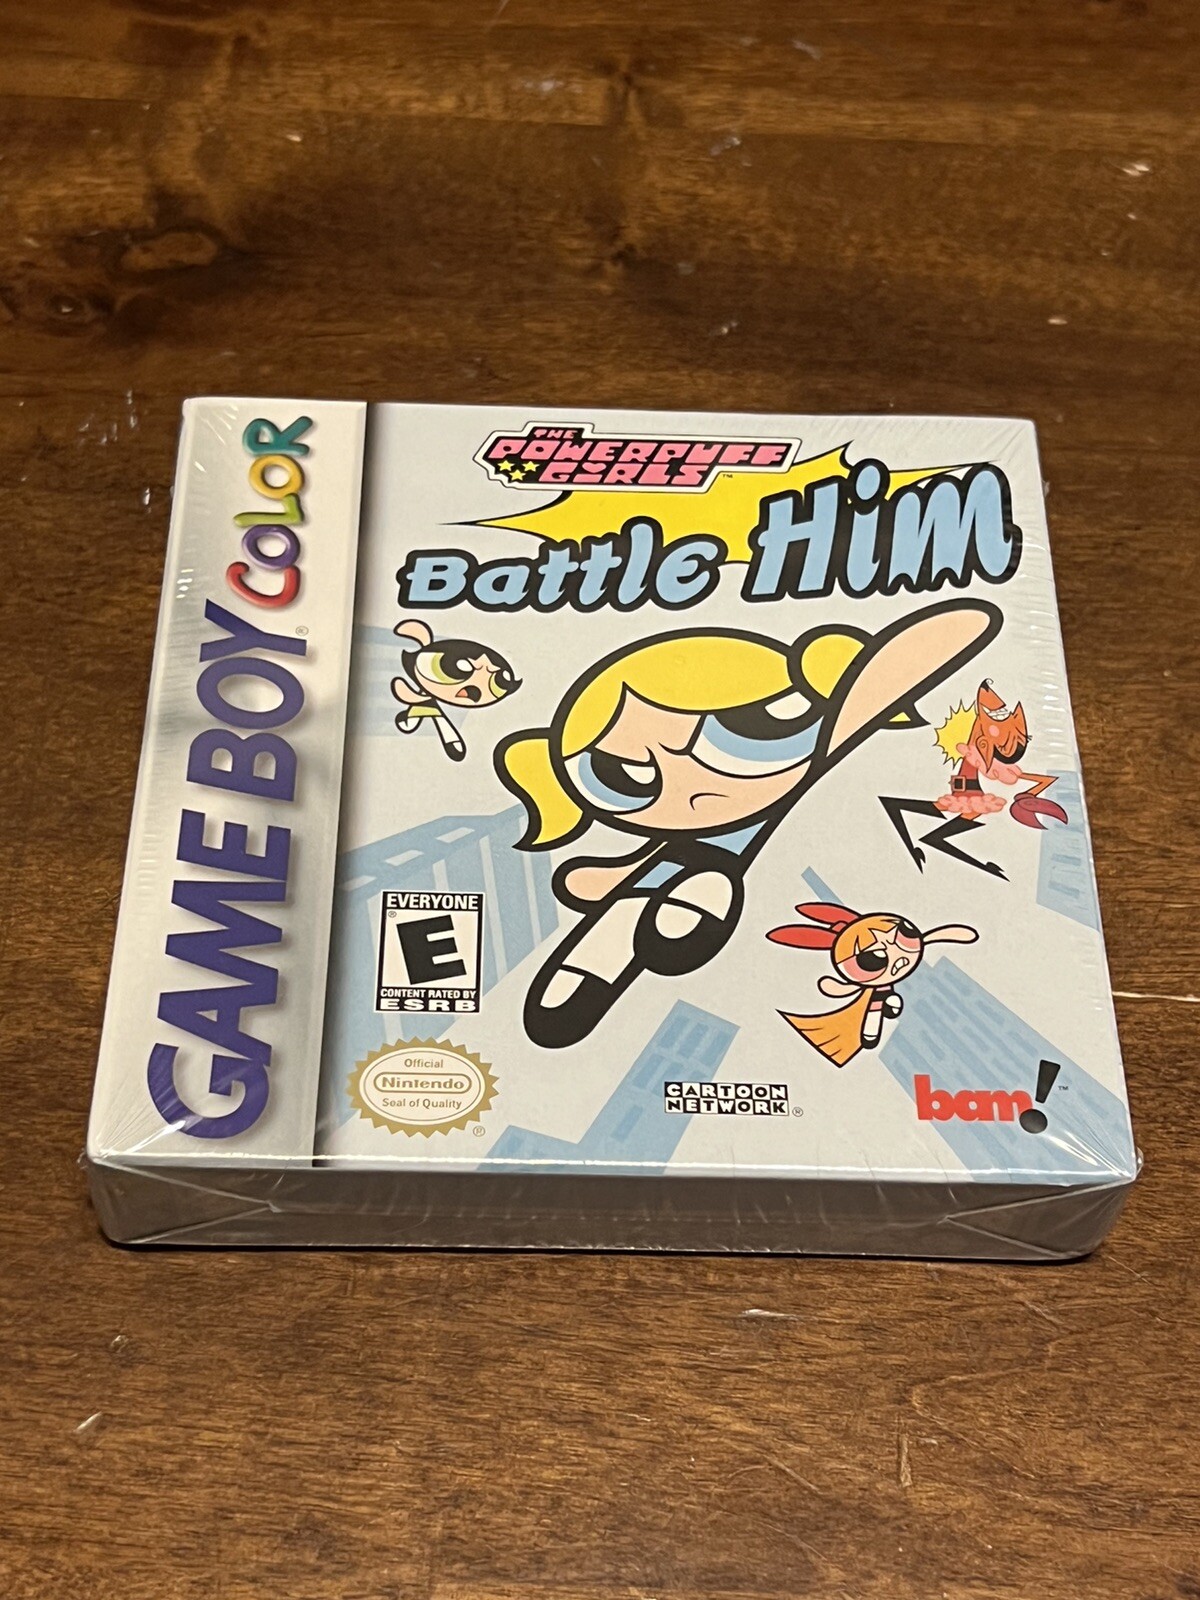 GAME BOY COLOR
®
THE
POWERPUFF
GIRLS
™
Battle Him
EVERYONE
E
®
CONTENT RATED BY
ESRB
Official
Nintendo
Seal of Quality
CARTOON
NETWORK
®
bam!
™